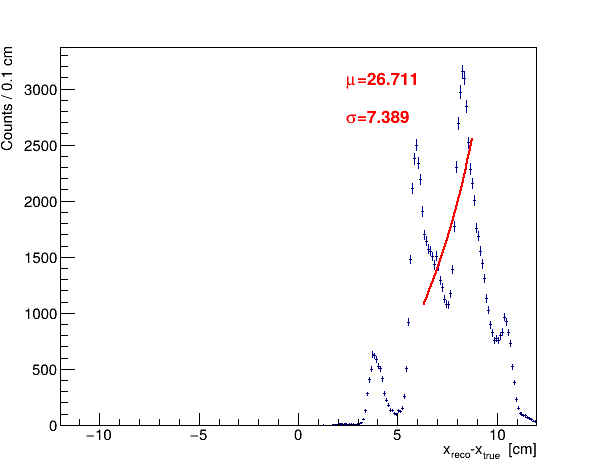 Counts / 0.1 cm
μ=26.711
σ=7.389
3000
2500
2000
1500
1000
500
0
−10 −5 0 5 10
x_reco-x_true [cm]